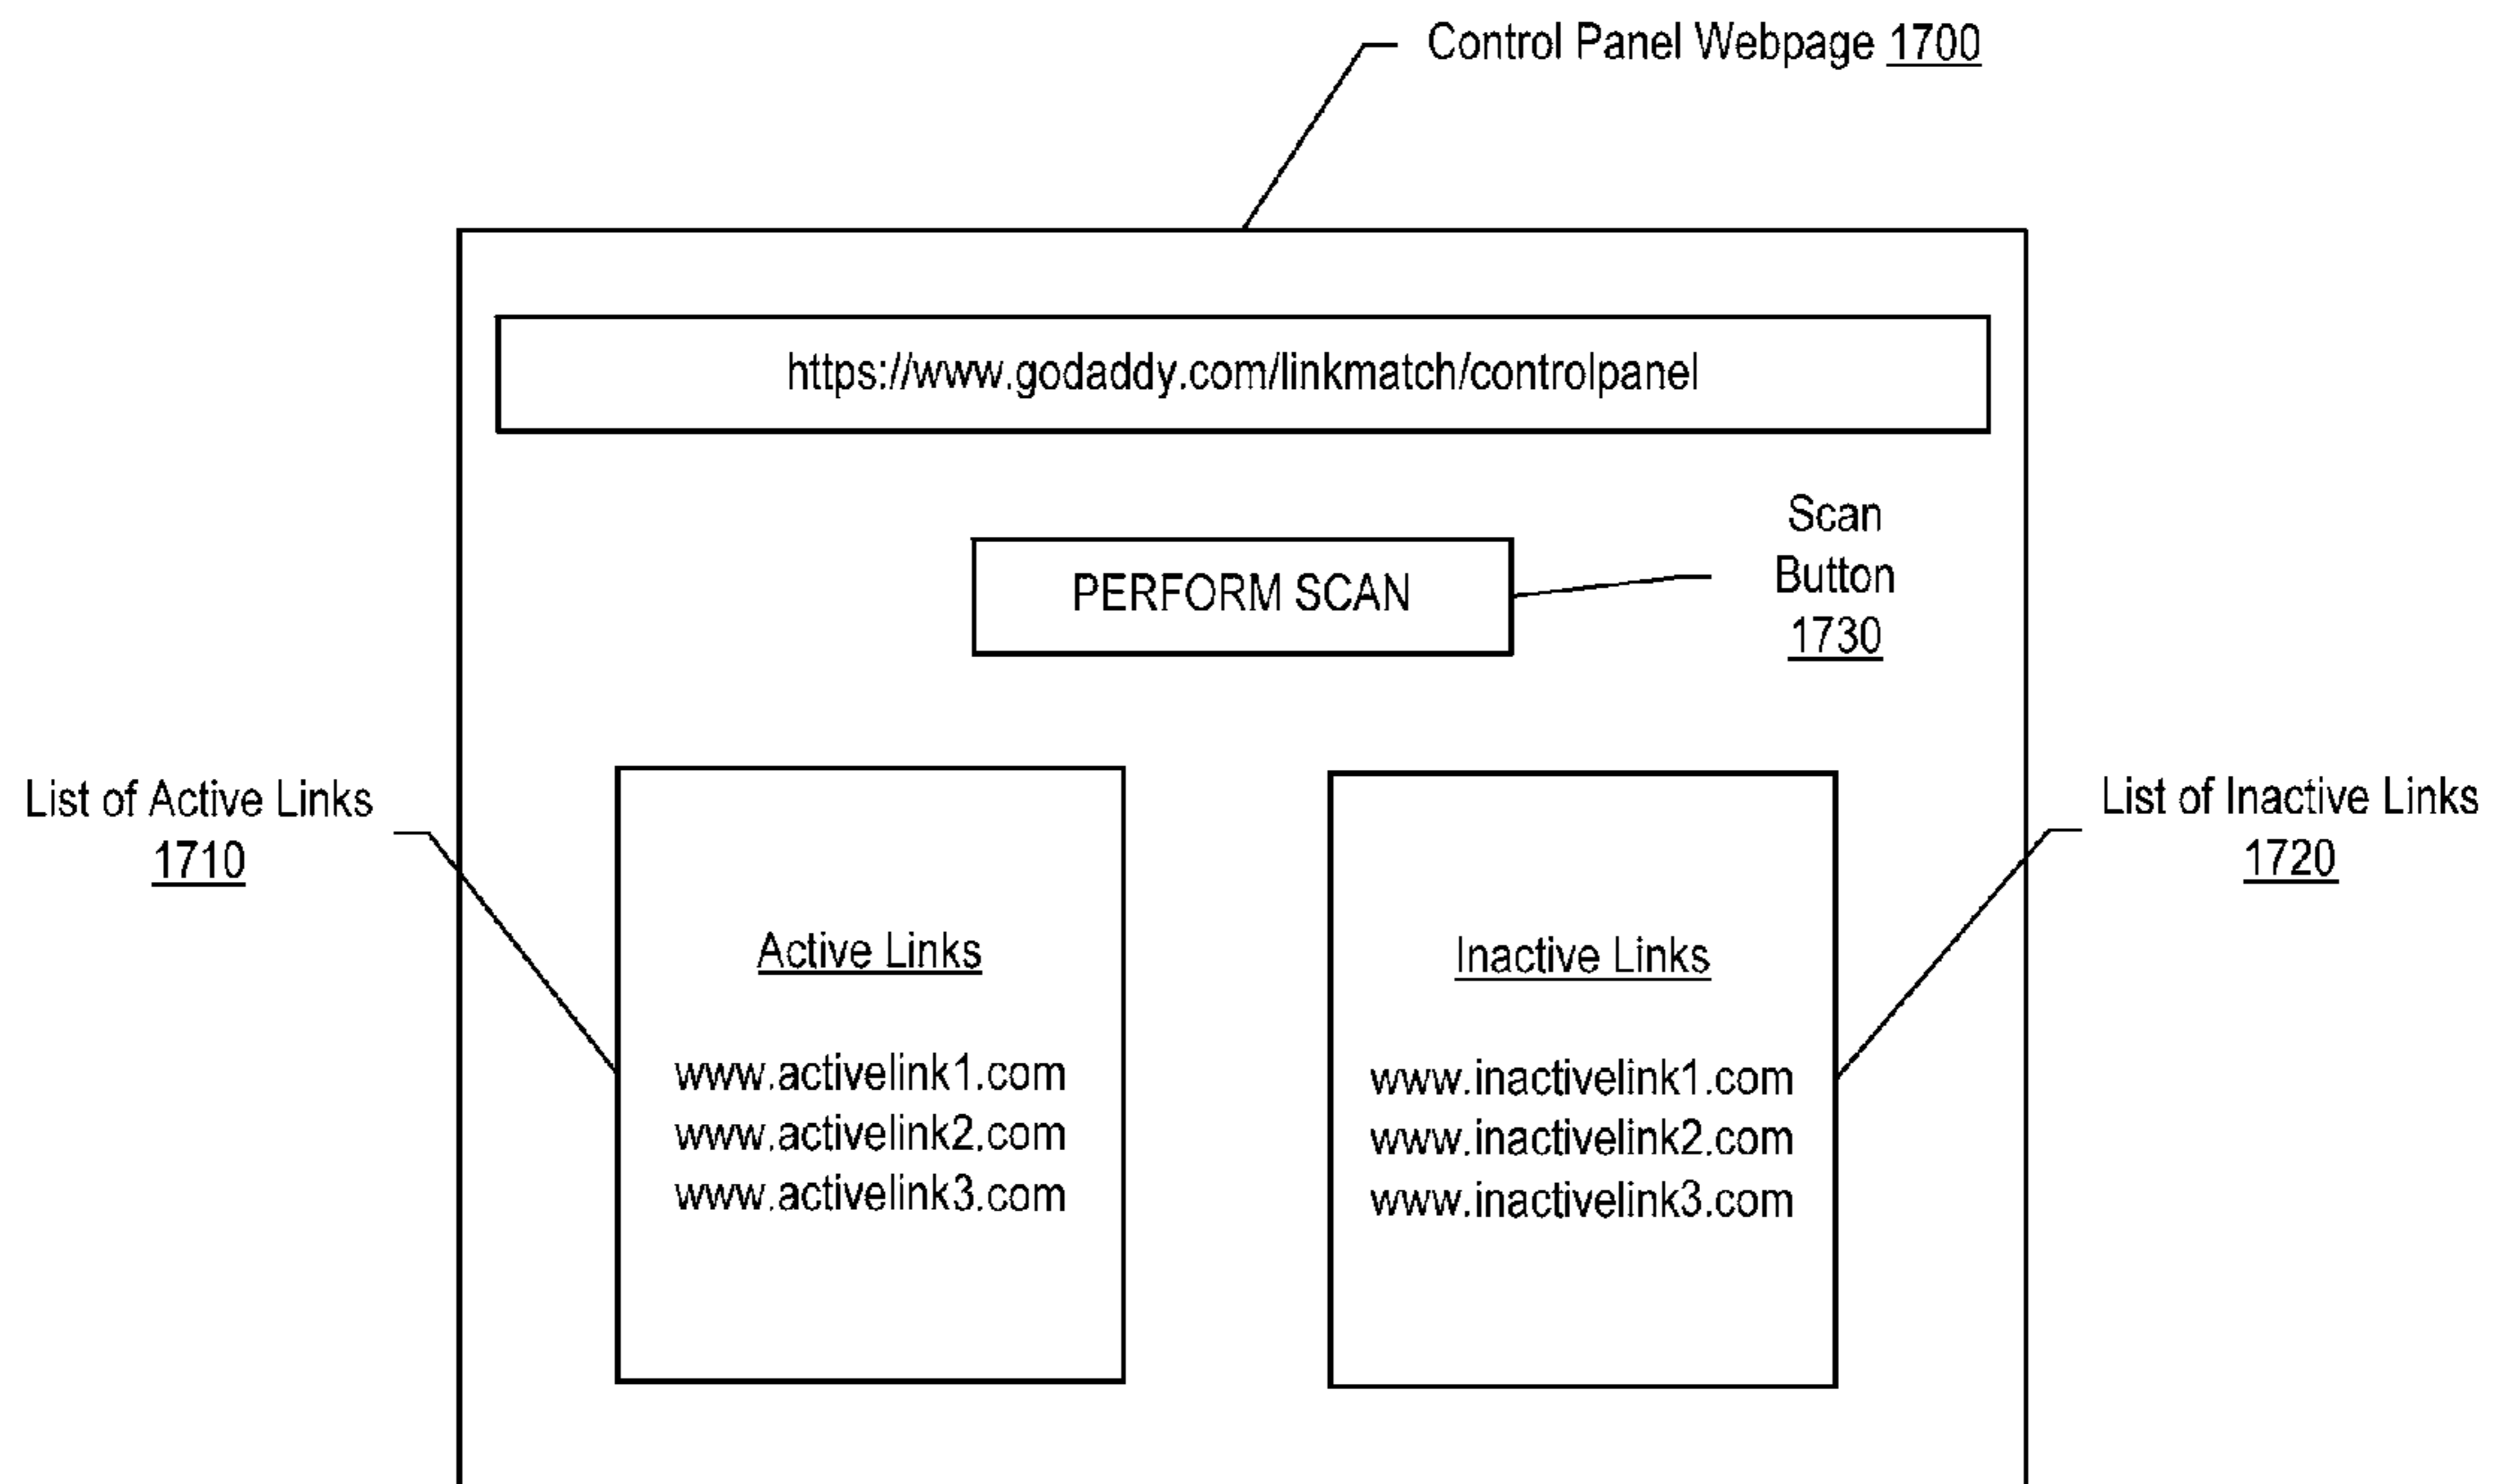 Control Panel Webpage 1700
https://www.godaddy.com/linkmatch/controlpanel
PERFORM SCAN
Scan
Button
1730
List of Active Links
1710
List of Inactive Links
1720
Active Links
www.activelink1.com
www.activelink2.com
www.activelink3.com
Inactive Links
www.inactivelink1.com
www.inactivelink2.com
www.inactivelink3.com